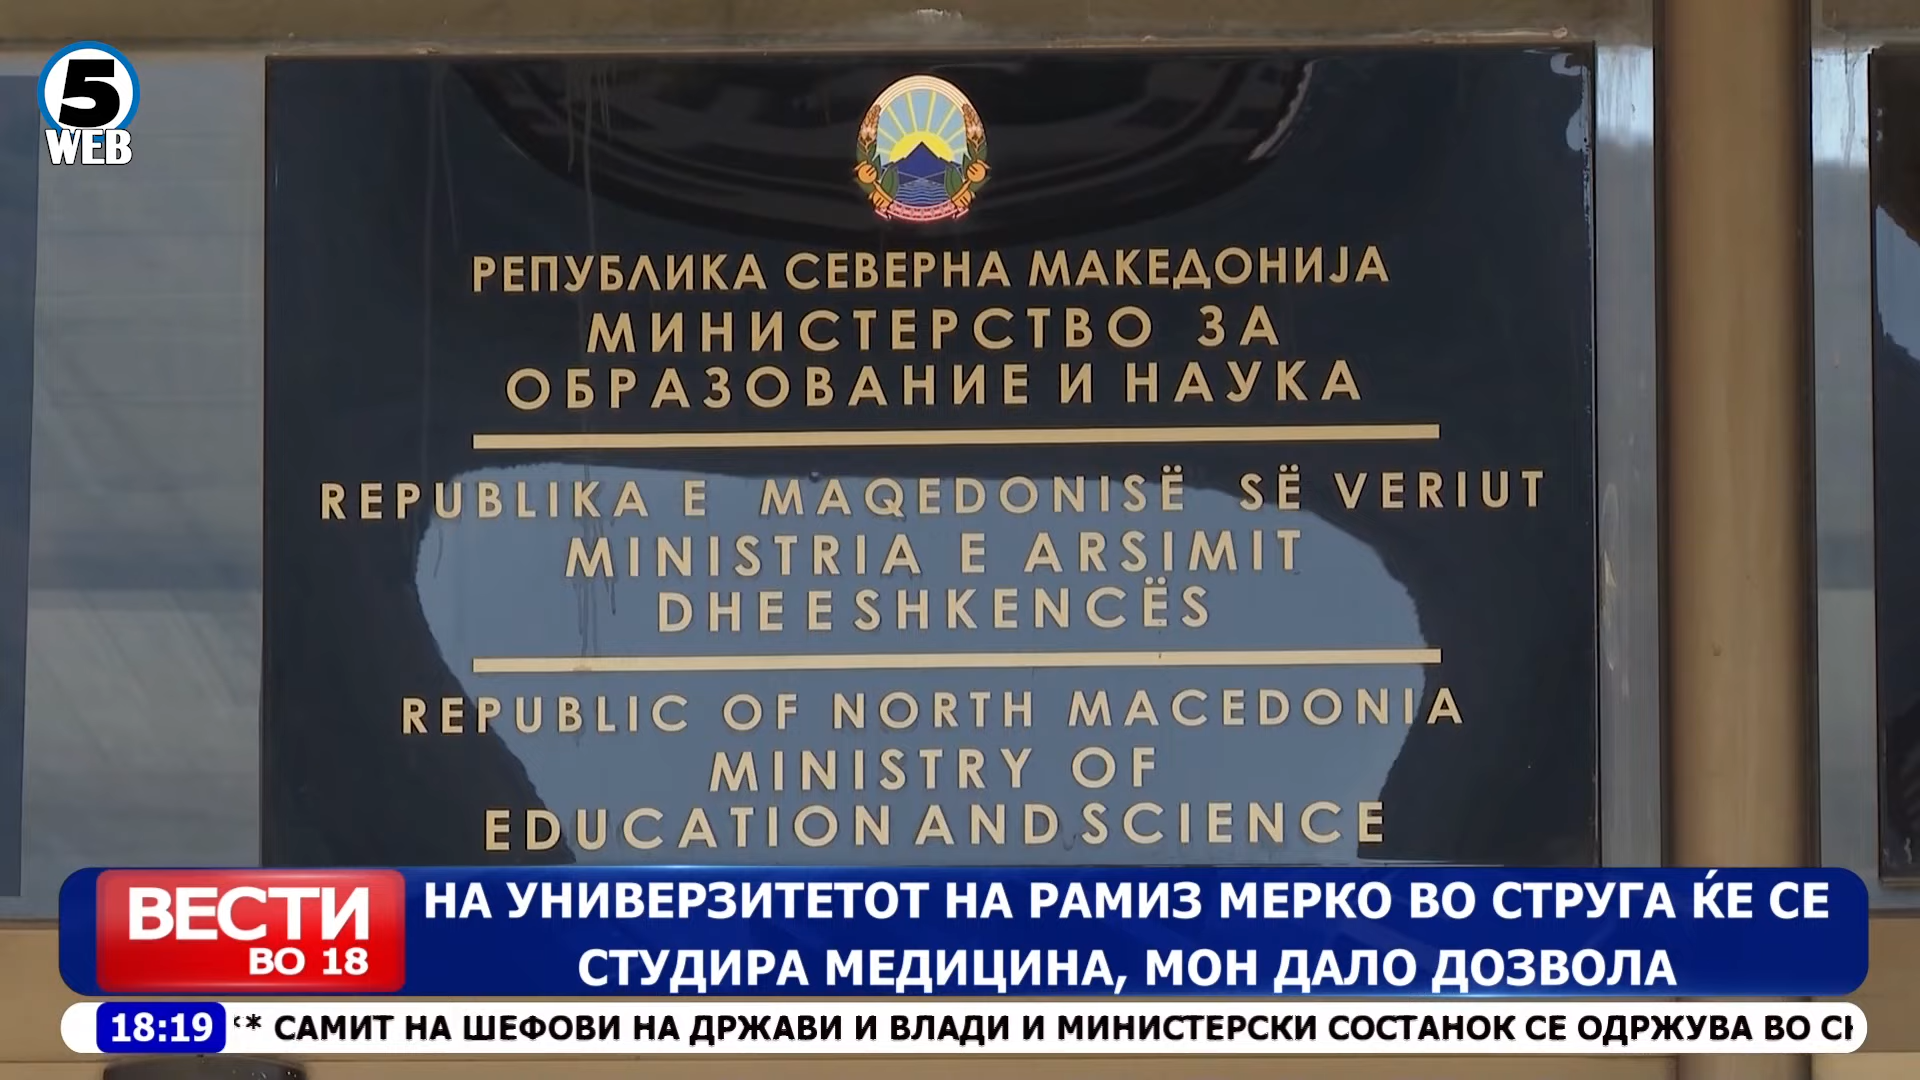 5
WEB
РЕПУБЛИКА СЕВЕРНА МАКЕДОНИЈА
МИНИСТЕРСТВО ЗА
ОБРАЗОВАНИЕ И НАУКА
REPUBLIKA E MAQEDONISË SË VERIUT
MINISTRIA E ARSIMIT
DHE E ESHKENCËS
REPUBLIC OF NORTH MACEDONIA
MINISTRY OF
EDUCATION AND SCIENCE
ВЕСТИ
ВО 18
НА УНИВЕРЗИТЕТОТ НА РАМИЗ МЕРКО ВО СТРУГА ЌЕ СЕ
СТУДИРА МЕДИЦИНА, МОН ДАЛО ДОЗВОЛА
18:19
* САМИТ НА ШЕФОВИ НА ДРЖАВИ И ВЛАДИ И МИНИСТЕРСКИ СОСТАНОК СЕ ОДРЖУВА ВО